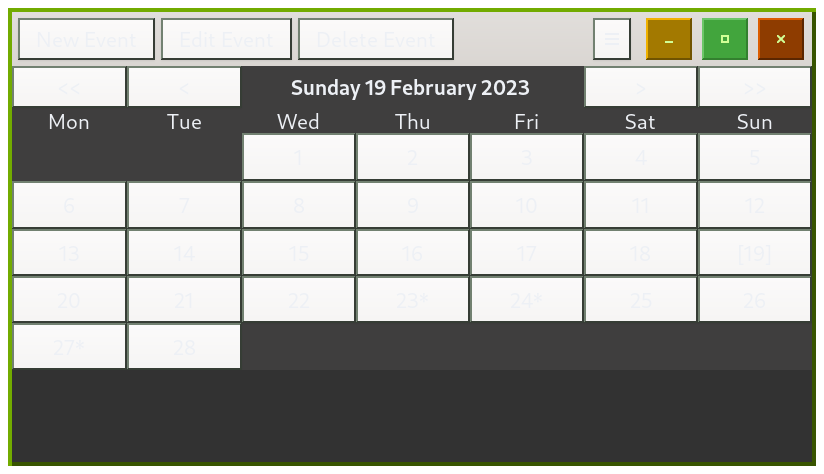 New Event Edit Event Delete Event
<< < Sunday 19 February 2023 > >>
Mon Tue Wed Thu Fri Sat Sun
1 2 3 4 5
6 7 8 9 10 11 12
13 14 15 16 17 18 [19]
20 21 22 23* 24* 25 26
27* 28